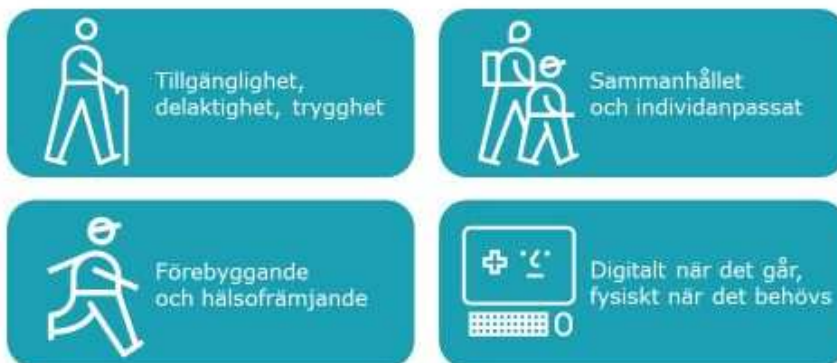 Tillgänglighet,
delaktighet, trygghet
Sammanhållet
och individanpassat
Förebyggande
och hälsofrämjande
Digitalt när det går,
fysiskt när det behövs